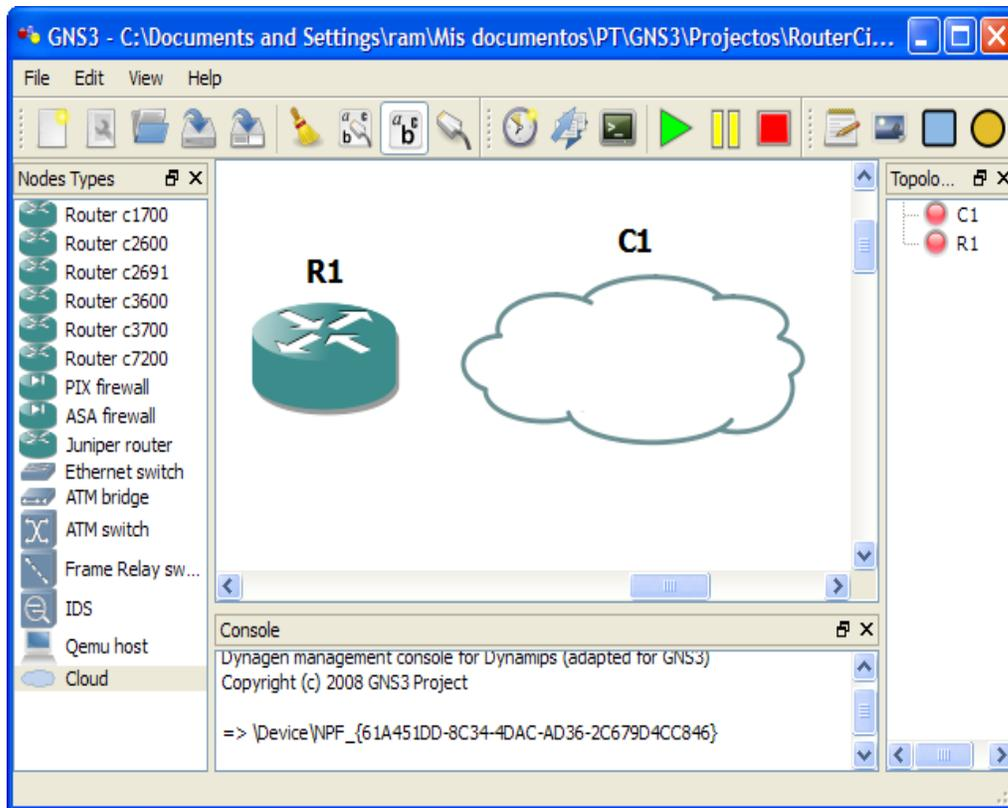 GNS3 - C:\Documents and Settings\ram\Mis documentos\PT\GNS3\Projectos\RouterCi...
File Edit View Help
Nodes Types
Router c1700
Router c2600
Router c2691
Router c3600
Router c3700
Router c7200
PIX firewall
ASA firewall
Juniper router
Ethernet switch
ATM bridge
ATM switch
Frame Relay sw...
IDS
Qemu host
Cloud
R1
C1
Topolo...
C1
R1
Console
Dynagen management console for Dynamips (adapted for GNS3)
Copyright (c) 2008 GNS3 Project
=> \Device\NPF_{61A451DD-8C34-4DAC-AD36-2C679D4CC846}